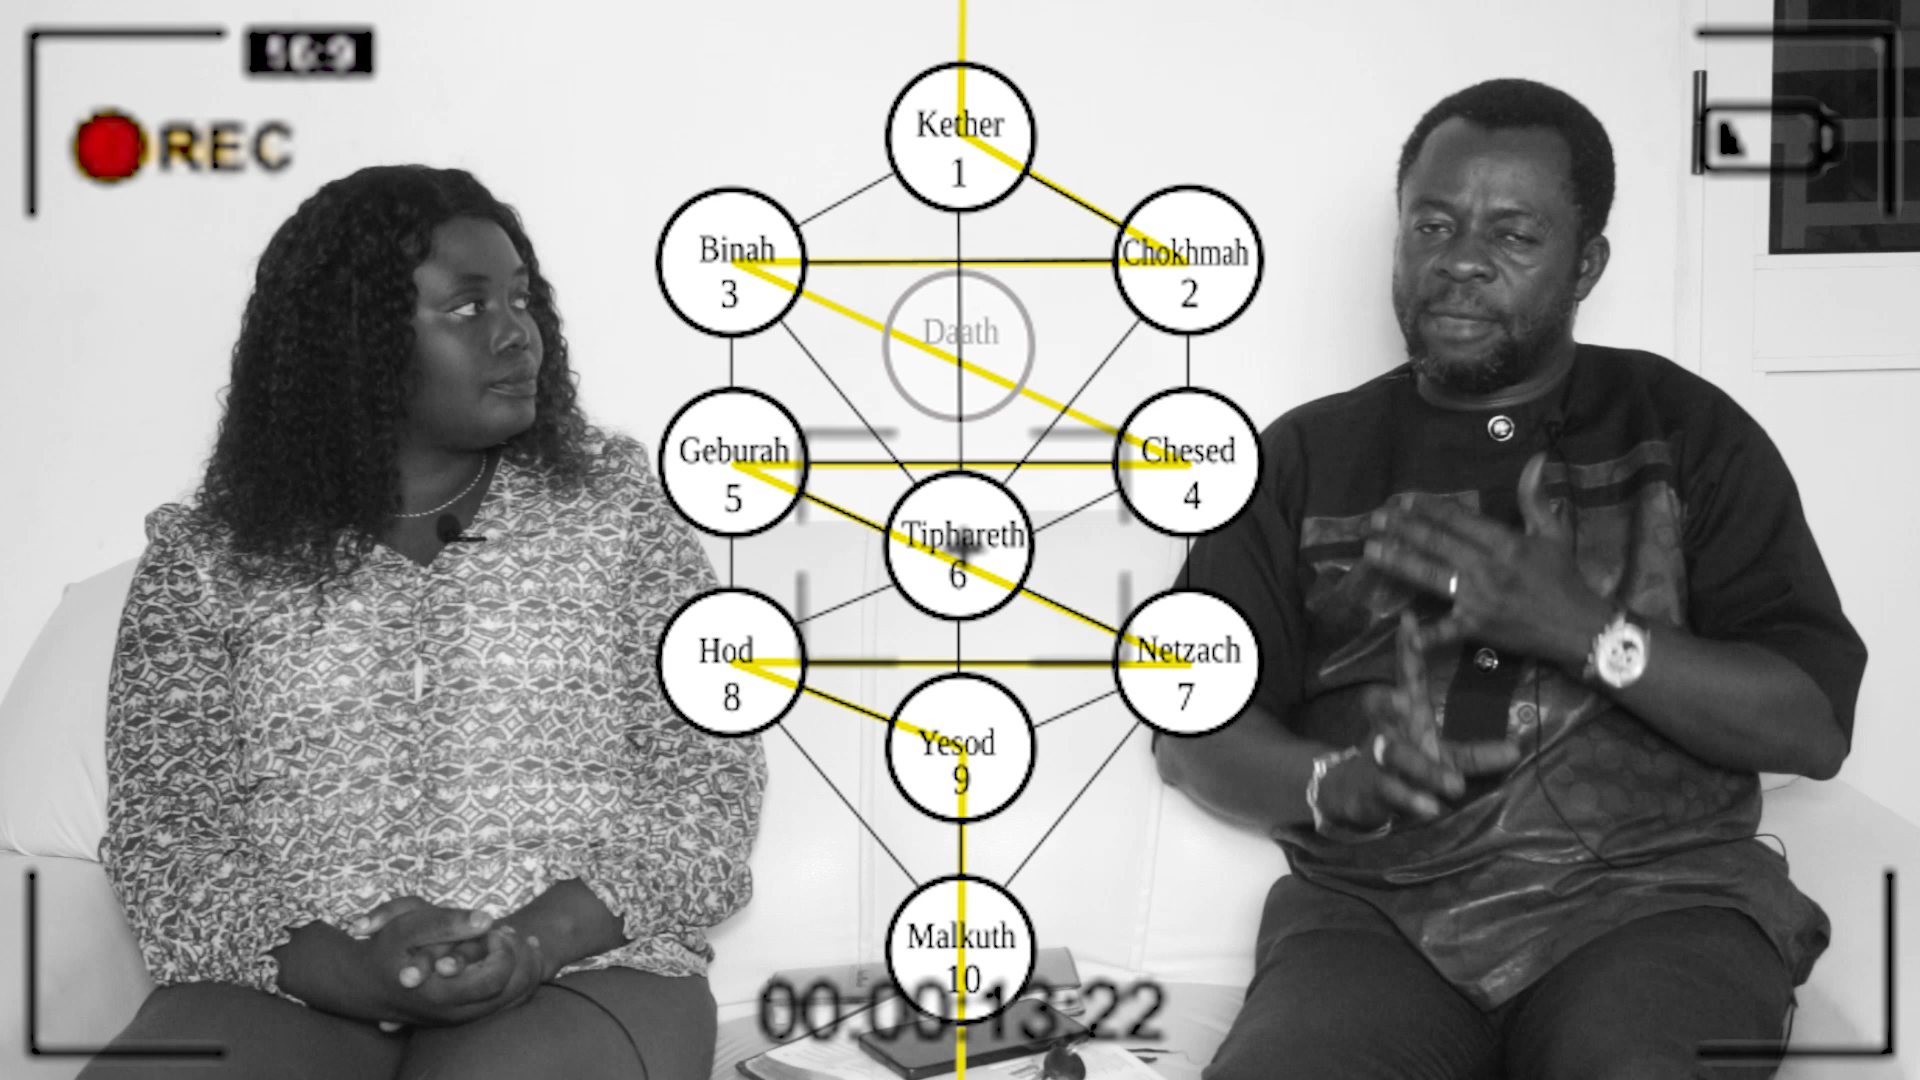 16:9
REC
Kether
1
Binah
3
Chokhmah
2
Daath
Geburah
5
Chesed
4
Tiphareth
6
Hod
8
Netzach
7
Yesod
9
Malkuth
10
00:00:13:22